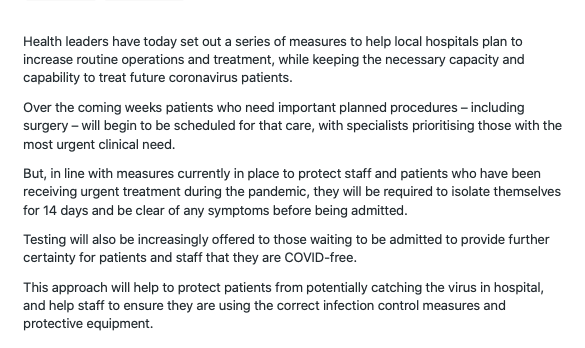 Health leaders have today set out a series of measures to help local hospitals plan to
increase routine operations and treatment, while keeping the necessary capacity and
capability to treat future coronavirus patients.
Over the coming weeks patients who need important planned procedures – including
surgery – will begin to be scheduled for that care, with specialists prioritising those with the
most urgent clinical need.
But, in line with measures currently in place to protect staff and patients who have been
receiving urgent treatment during the pandemic, they will be required to isolate themselves
for 14 days and be clear of any symptoms before being admitted.
Testing will also be increasingly offered to those waiting to be admitted to provide further
certainty for patients and staff that they are COVID-free.
This approach will help to protect patients from potentially catching the virus in hospital,
and help staff to ensure they are using the correct infection control measures and
protective equipment.